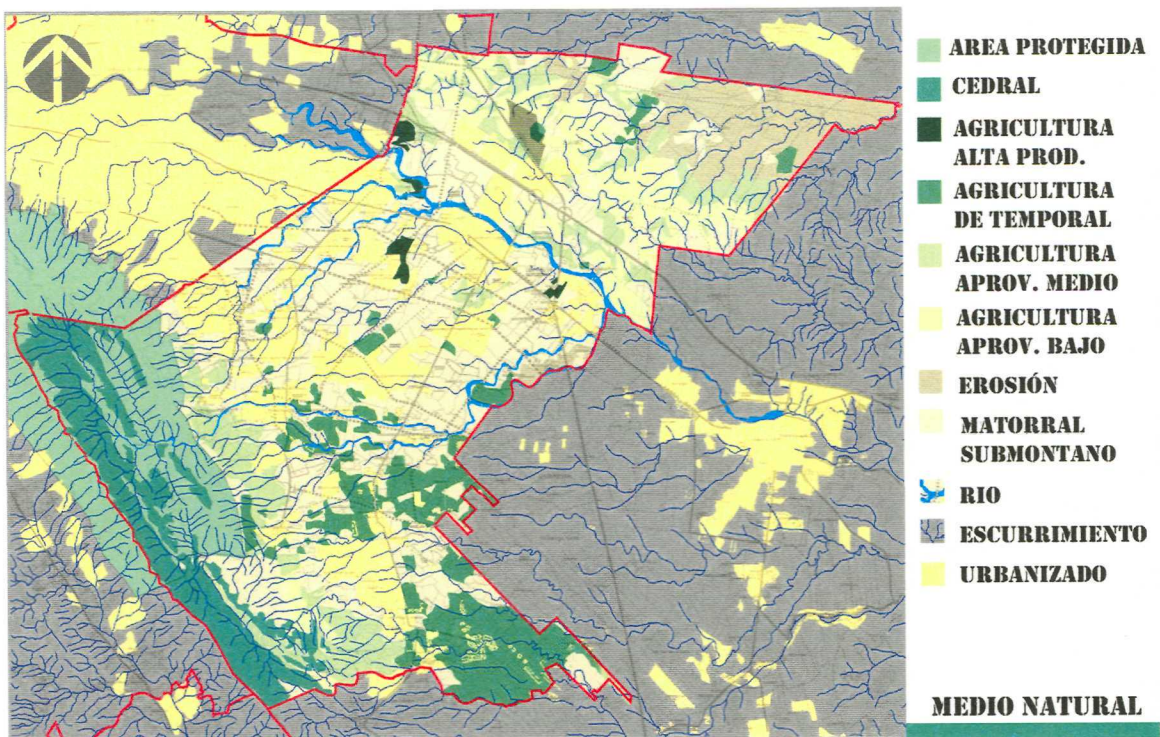 AREA PROTEGIDA
CEDRAL
AGRICULTURA
ALTA PROD.
AGRICULTURA
DE TEMPORAL
AGRICULTURA
APROV. MEDIO
AGRICULTURA
APROV. BAJO
EROSIÓN
MATORRAL
SUBMONTANO
RIO
ESCURRIMIENTO
URBANIZADO
MEDIO NATURAL